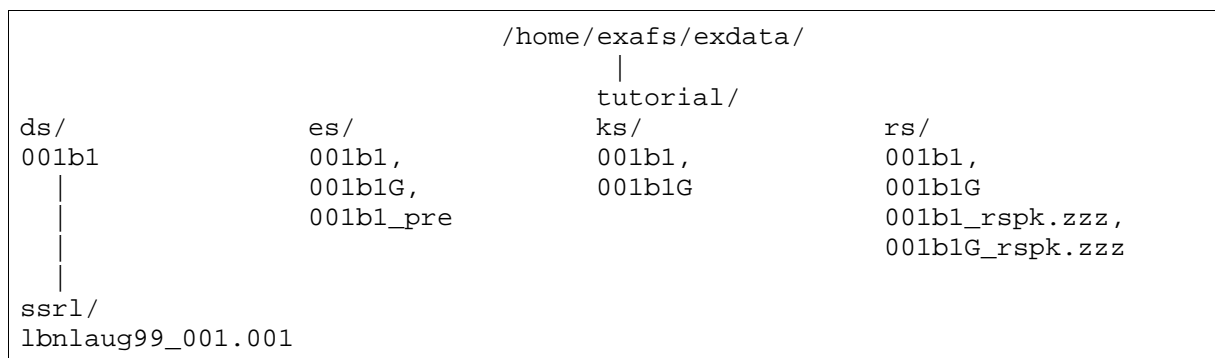 /home/exafs/exdata/
|
tutorial/
ds/ es/ ks/ rs/
001b1 001b1, 001b1, 001b1,
| 001b1G, 001b1G 001b1G
| 001b1_pre 001b1_rspk.zzz,
| 001b1G_rspk.zzz
|
ssrl/
lbnlaug99_001.001